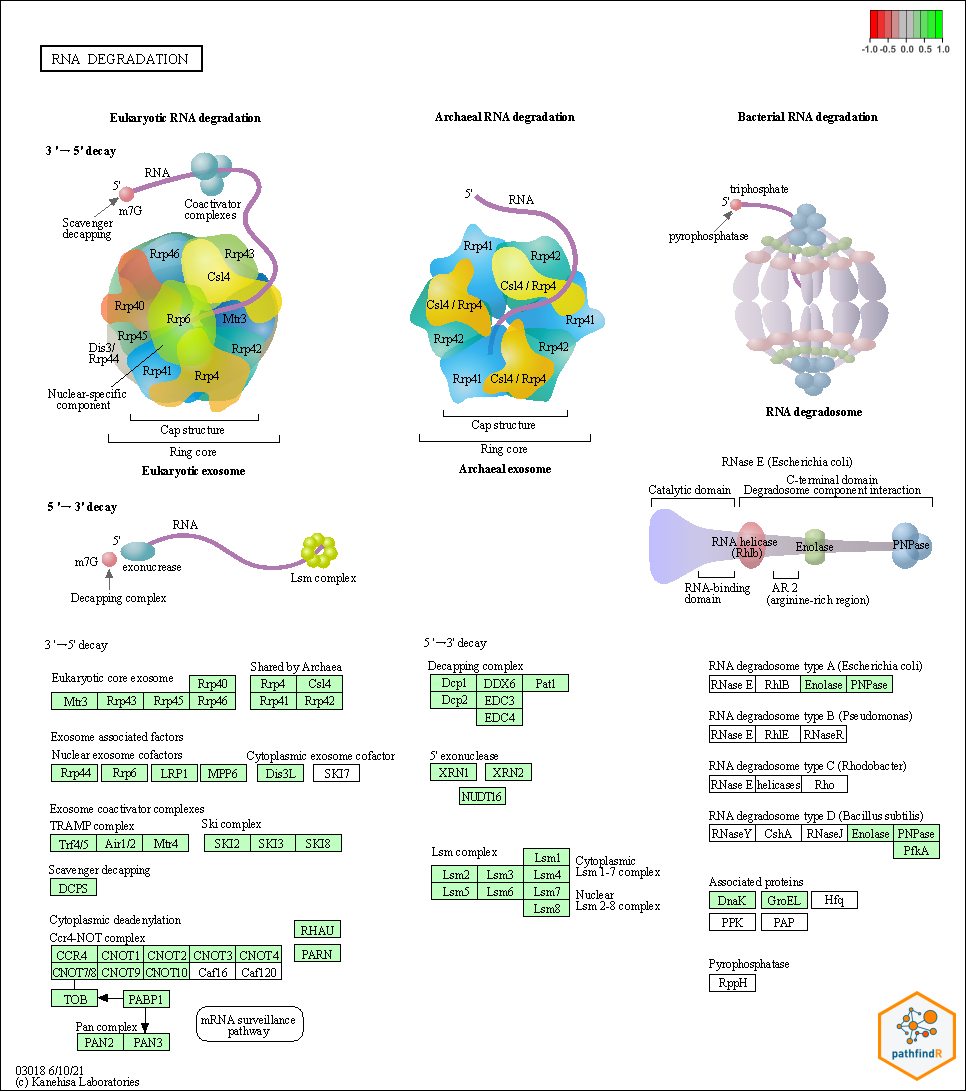 -1.0 -0.5 0.0 0.5 1.0
RNA DEGRADATION
Eukaryotic RNA degradation
Archaeal RNA degradation
Bacterial RNA degradation
3 '→ 5' decay
RNA
5'
m7G
Scavenger
decapping
Coactivator
complexes
Rrp46
Rrp43
Csl4
Rrp40
Rrp6
Mtr3
Rrp45
Dis3/
Rrp44
Rrp42
Rrp41
Rrp4
Nuclear-specific
component
Cap structure
Ring core
Eukaryotic exosome
5'
RNA
Rrp41
Rrp42
Csl4 / Rrp4
Csl4 / Rrp4
Rrp41
Rrp42
Rrp42
Rrp41
Csl4 / Rrp4
Cap structure
Ring core
Archaeal exosome
triphosphate
5'
pyrophosphatase
RNA degradosome
RNase E (Escherichia coli)
C-terminal domain
Catalytic domain
Degradosome component interaction
RNA helicase
(Rhlb)
Enolase
PNPase
RNA-binding
domain
AR 2
(arginine-rich region)
5 '→ 3' decay
RNA
5'
m7G
exonucrease
Lsm complex
Decapping complex
3 '→5' decay
Eukaryotic core exosome
Shared by Archaea
Rrp40
Mtr3 Rrp43 Rrp45 Rrp46
Rrp4 Csl4
Rrp41 Rrp42
Exosome associated factors
Nuclear exosome cofactors
Cytoplasmic exosome cofactor
Rrp44 Rrp6 LRP1 MPP6 Dis3L SKI7
Exosome coactivator complexes
TRAMP complex
Ski complex
Trf4/5 Air1/2 Mtr4 SKI2 SKI3 SKI8
Scavenger decapping
DCPS
Cytoplasmic deadenylation
Ccr4-NOT complex
RHAU
PARN
CCR4 CNOT1 CNOT2 CNOT3 CNOT4
CNOT7/8 CNOT9 CNOT10 Caf16 Caf120
TOB
PABP1
Pan complex
PAN2 PAN3
mRNA surveillance
pathway
5 '→3' decay
Decapping complex
Dcp1 DDX6 Pat1
Dcp2 EDC3
EDC4
5' exonuclease
XRN1 XRN2
NUDT16
Lsm complex
Lsm1
Lsm2 Lsm3 Lsm4
Lsm5 Lsm6 Lsm7
Lsm8
Cytoplasmic
Lsm 1-7 complex
Nuclear
Lsm 2-8 complex
RNA degradosome type A (Escherichia coli)
RNase E RhlB Enolase PNPase
RNA degradosome type B (Pseudomonas)
RNase E RhlE RNaseR
RNA degradosome type C (Rhodobacter)
RNase E helicases Rho
RNA degradosome type D (Bacillus subtilis)
RNaseY CshA RNaseJ Enolase PNPase
PfkA
Associated proteins
DnaK GroEL Hfq
PPK PAP
Pyrophosphatase
RppH
pathfindR
03018 6/10/21
(c) Kanehisa Laboratories